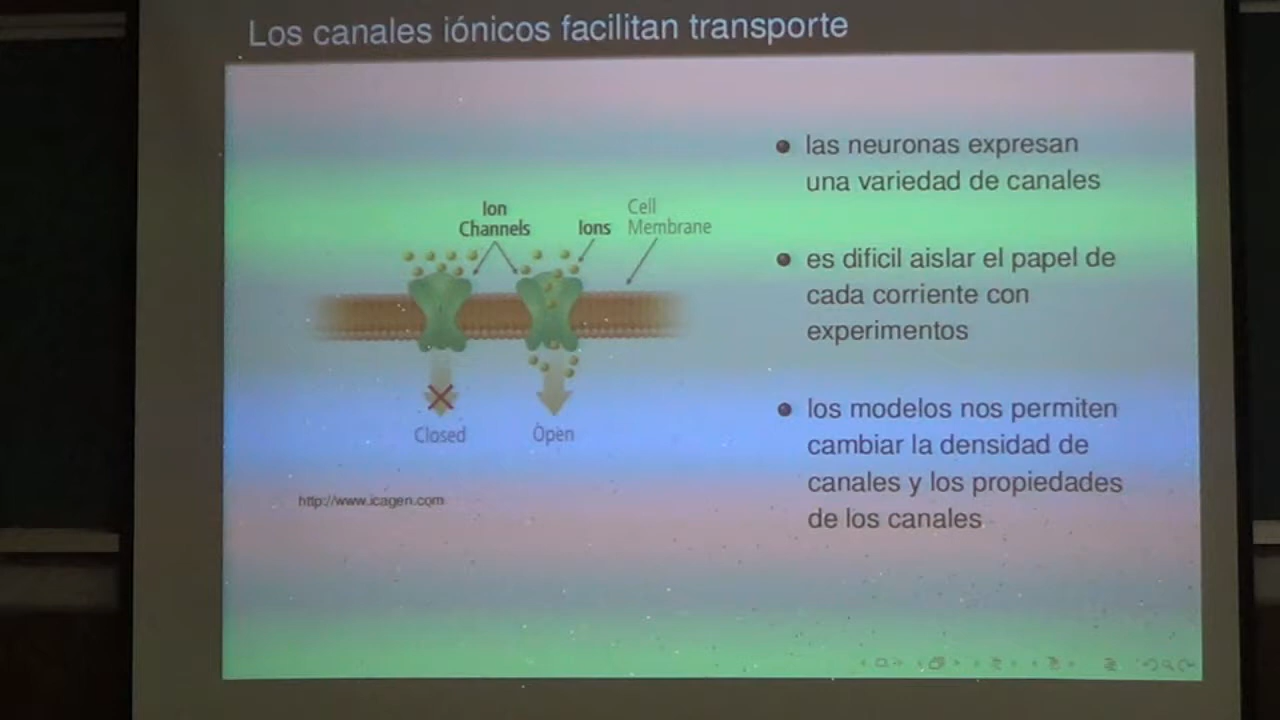 Los canales iónicos facilitan transporte
Ion
Channels
Ions
Cell
Membrane
Closed
Open
http://www.icagen.com
las neuronas expresan
una variedad de canales
es dificil aislar el papel de
cada corriente con
experimentos
los modelos nos permiten
cambiar la densidad de
canales y los propiedades
de los canales